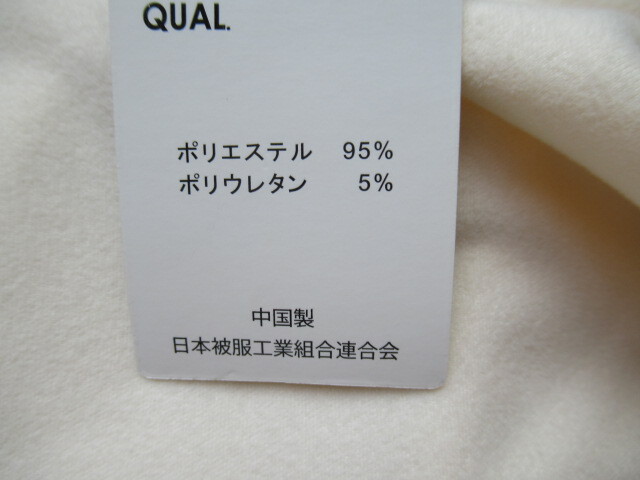 QUAL.
ポリエステル 95%
ポリウレタン 5%
中国製
日本被服工業組合連合会